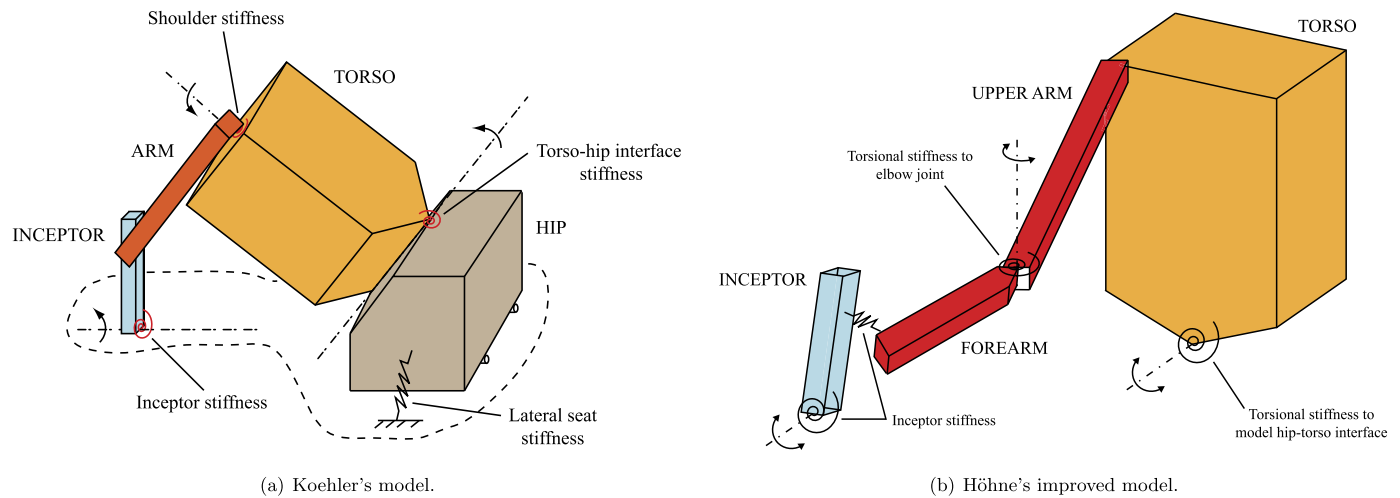 Shoulder stiffness
TORSO
ARM
Torso-hip interface
stiffness
INCEPTOR
HIP
Inceptor stiffness
Lateral seat
stiffness
(a) Koehler's model.
TORSO
UPPER ARM
Torsional stiffness to
elbow joint
INCEPTOR
FOREARM
Inceptor stiffness
Torsional stiffness to
model hip-torso interface
(b) Höhne's improved model.